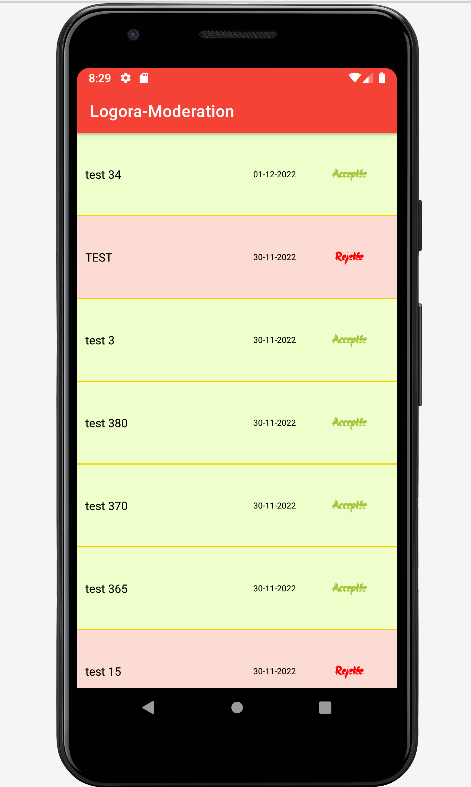 8:29
Logora-Moderation
test 34 01-12-2022 Acceptée
TEST 30-11-2022 Rejetée
test 3 30-11-2022 Acceptée
test 380 30-11-2022 Acceptée
test 370 30-11-2022 Acceptée
test 365 30-11-2022 Acceptée
test 15 30-11-2022 Rejetée